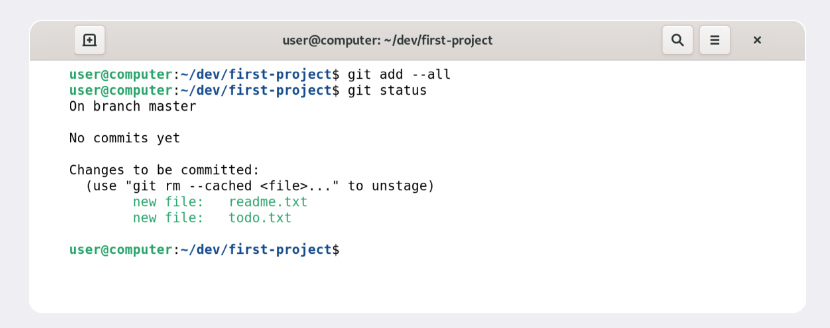 user@computer: ~/dev/first-project
user@computer:~/dev/first-project$ git add --all
user@computer:~/dev/first-project$ git status
On branch master
No commits yet
Changes to be committed:
(use "git rm --cached <file>..." to unstage)
new file: readme.txt
new file: todo.txt
user@computer:~/dev/first-project$